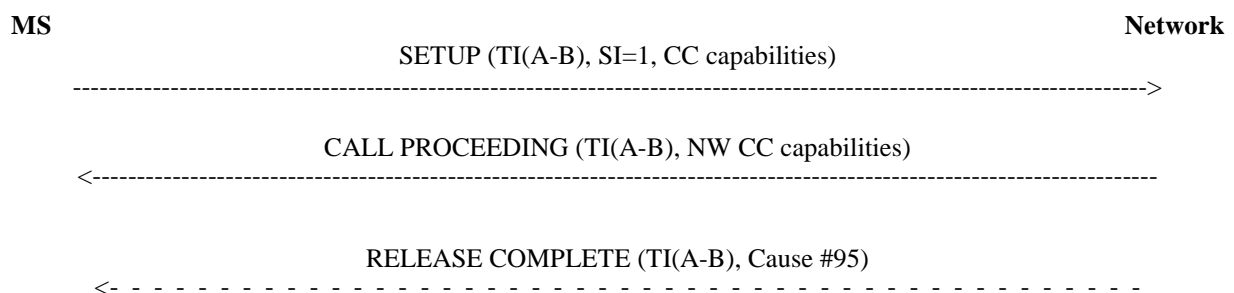 MS Network
SETUP (TI(A-B), SI=1, CC capabilities)
CALL PROCEEDING (TI(A-B), NW CC capabilities)
RELEASE COMPLETE (TI(A-B), Cause #95)